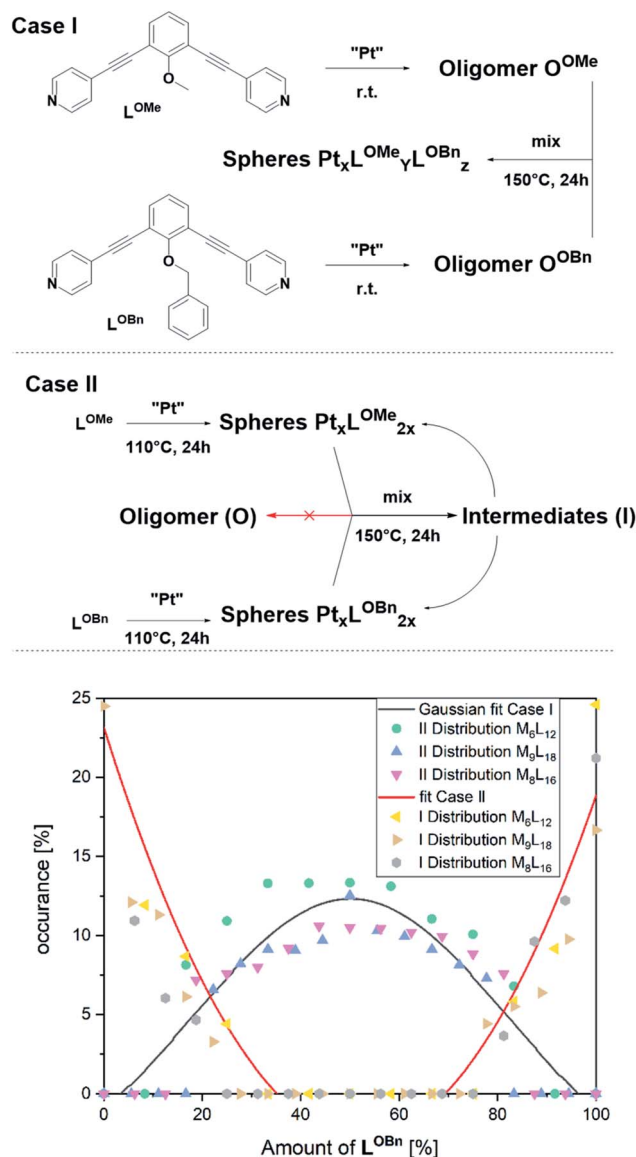 Case I
N
N
O
L^OMe
"Pt"
r.t.
Oligomer O^OMe
mix
Spheres Pt_xL^OMe_YL^OBn_z
150°C, 24h
N
N
O
L^OBn
"Pt"
r.t.
Oligomer O^OBn
Case II
L^OMe
"Pt"
110°C, 24h
Spheres Pt_xL^OMe_2x
mix
Oligomer (O)
Intermediates (I)
150°C, 24h
L^OBn
"Pt"
110°C, 24h
Spheres Pt_xL^OBn_2x
25
20
15
10
5
0
occurance [%]
Gaussian fit Case I
II Distribution M₆L₁₂
II Distribution M₉L₁₈
II Distribution M₈L₁₆
fit Case II
I Distribution M₆L₁₂
I Distribution M₉L₁₈
I Distribution M₈L₁₆
0 20 40 60 80 100
Amount of L^OBn [%]